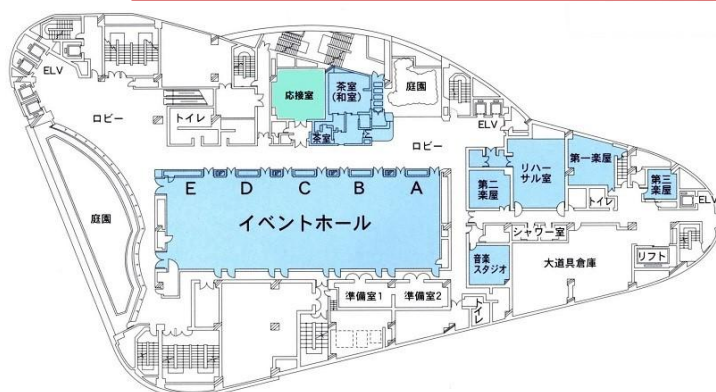 ELV
ロビー
トイレ
応接室
茶室
(和室)
茶室
庭園
ELV
ロビー
リハー
サル室
第一楽屋
第二
楽屋
第三
楽屋
トイレ
ELV
庭園
E
D
C
B
A
イベントホール
シャワー室
音楽
スタジオ
大道具倉庫
リフト
準備室1
準備室2
トイレ